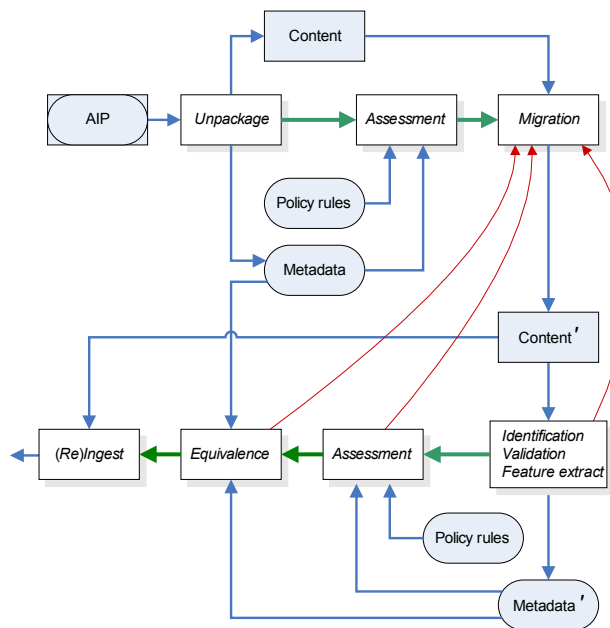 Content
AIP
Unpackage
Assessment
Migration
Policy rules
Metadata
Content′
(Re)Ingest
Equivalence
Assessment
Identification
Validation
Feature extract
Policy rules
Metadata′